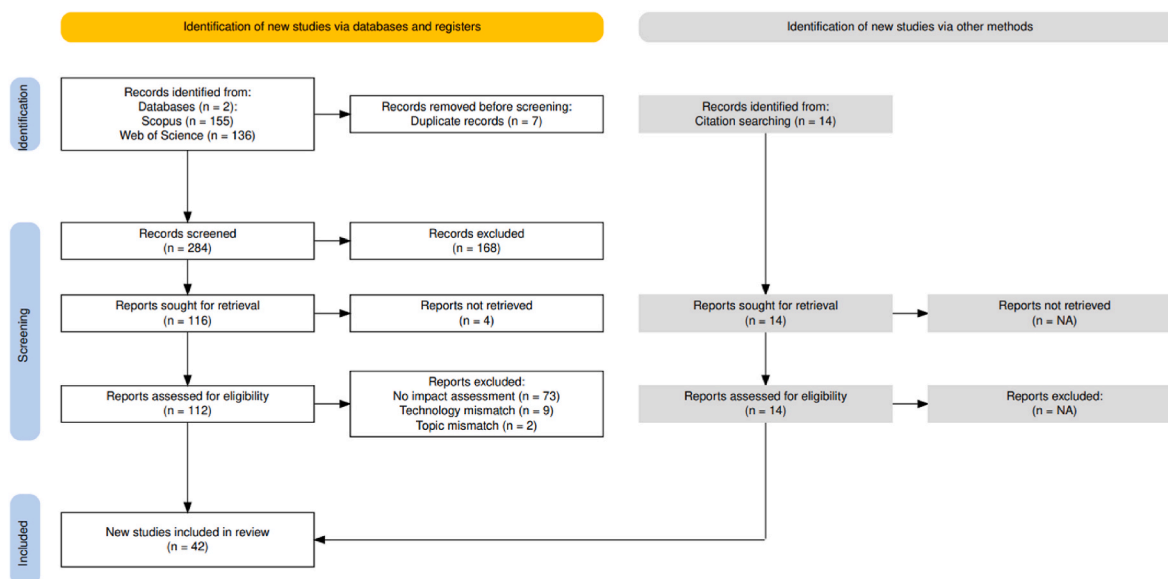 Identification of new studies via databases and registers
Identification of new studies via other methods
Identification
Records identified from:
Databases (n = 2):
Scopus (n = 155)
Web of Science (n = 136)
Records removed before screening:
Duplicate records (n = 7)
Records identified from:
Citation searching (n = 14)
Screening
Records screened
(n = 284)
Records excluded
(n = 168)
Reports sought for retrieval
(n = 116)
Reports not retrieved
(n = 4)
Reports sought for retrieval
(n = 14)
Reports not retrieved
(n = NA)
Reports assessed for eligibility
(n = 112)
Reports excluded:
No impact assessment (n = 73)
Technology mismatch (n = 9)
Topic mismatch (n = 2)
Reports assessed for eligibility
(n = 14)
Reports excluded:
(n = NA)
Included
New studies included in review
(n = 42)